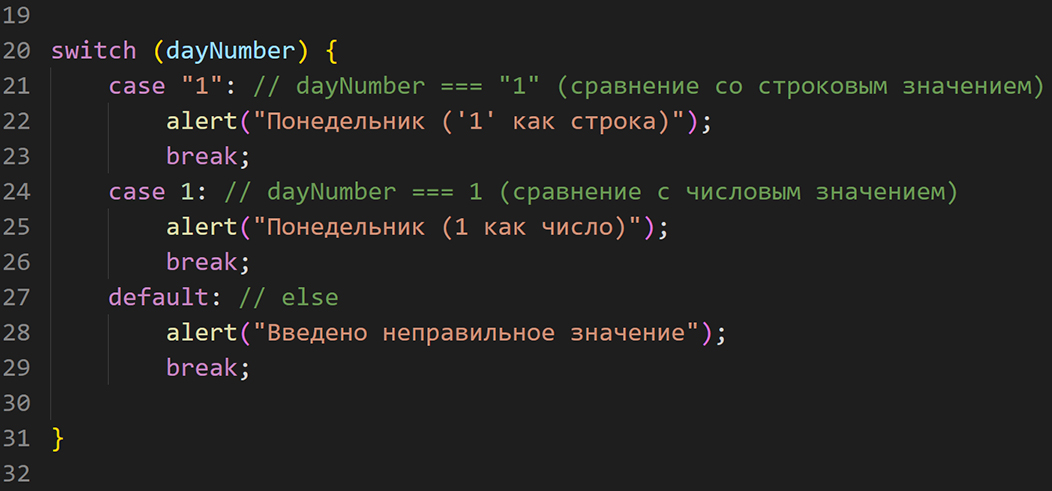 19
20 switch (dayNumber) {
21 case "1": // dayNumber === "1" (сравнение со строковым значением)
22 alert("Понедельник ('1' как строка)");
23 break;
24 case 1: // dayNumber === 1 (сравнение с числовым значением)
25 alert("Понедельник (1 как число)");
26 break;
27 default: // else
28 alert("Введено неправильное значение");
29 break;
30
31 }
32